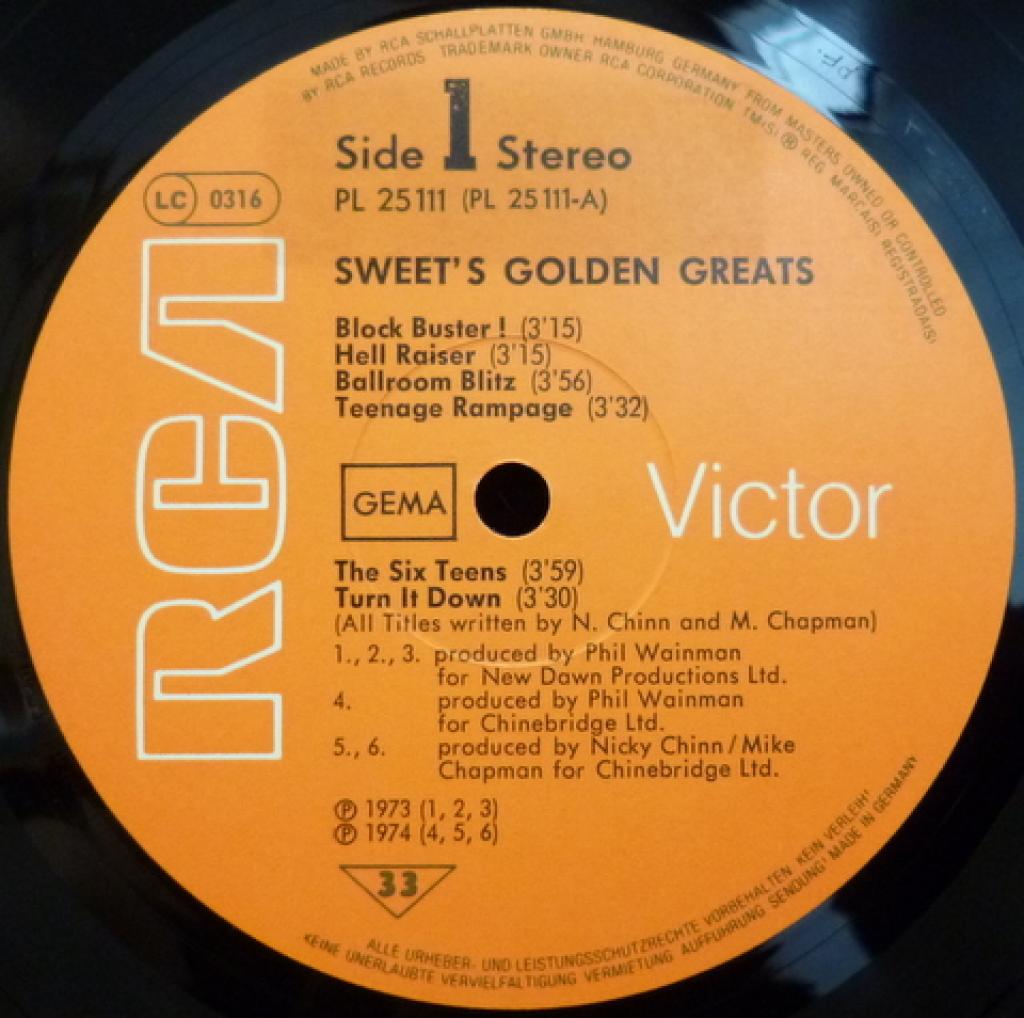 MADE BY RCA SCHALLPLATTEN GMBH HAMBURG GERMANY FROM MASTERS OWNED OR CONTROLLED
BY RCA RECORDS TRADEMARK OWNER RCA CORPORATION TM(S) ® REG MARCA(S) REGISTRADA(S)
Side 1 Stereo
LC 0316
PL 25111 (PL 25111-A)
RCA
SWEET'S GOLDEN GREATS
Block Buster! (3'15)
Hell Raiser (3'15)
Ballroom Blitz (3'56)
Teenage Rampage (3'32)
GEMA
Victor
The Six Teens (3'59)
Turn It Down (3'30)
(All Titles written by N. Chinn and M. Chapman)
1., 2., 3. produced by Phil Wainman
for New Dawn Productions Ltd.
4. produced by Phil Wainman
for Chinebridge Ltd.
5., 6. produced by Nicky Chinn/Mike
Chapman for Chinebridge Ltd.
℗ 1973 (1, 2, 3)
℗ 1974 (4, 5, 6)
33
ALLE URHEBER- UND LEISTUNGSSCHUTZRECHTE VORBEHALTEN KEIN VERLEIH!
KEINE UNERLAUBTE VERVIELFALTIGUNG VERMIETUNG AUFFUHRUNG SENDUNG! MADE IN GERMANY